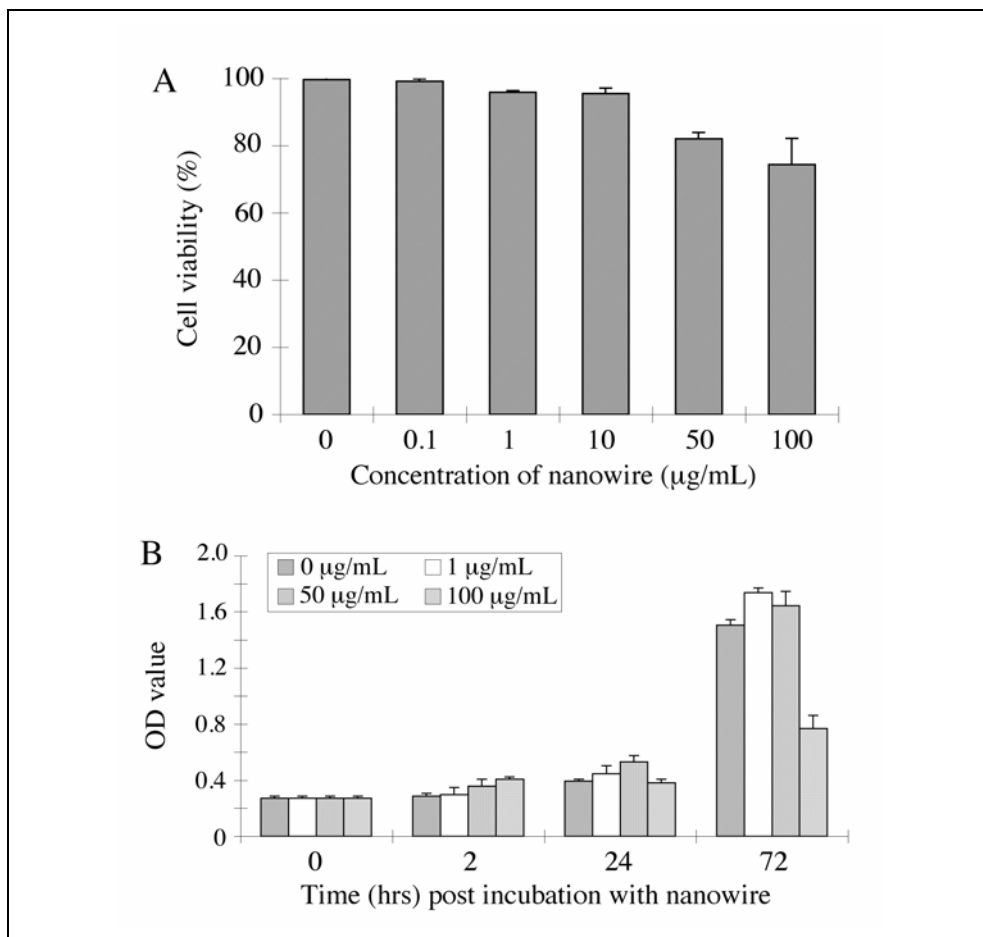 A
100
80
60
40
20
0
Cell viability (%)
0 0.1 1 10 50 100
Concentration of nanowire (µg/mL)
B
2.0
1.6
1.2
0.8
0.4
0
OD value
0 µg/mL 1 µg/mL
50 µg/mL 100 µg/mL
0 2 24 72
Time (hrs) post incubation with nanowire